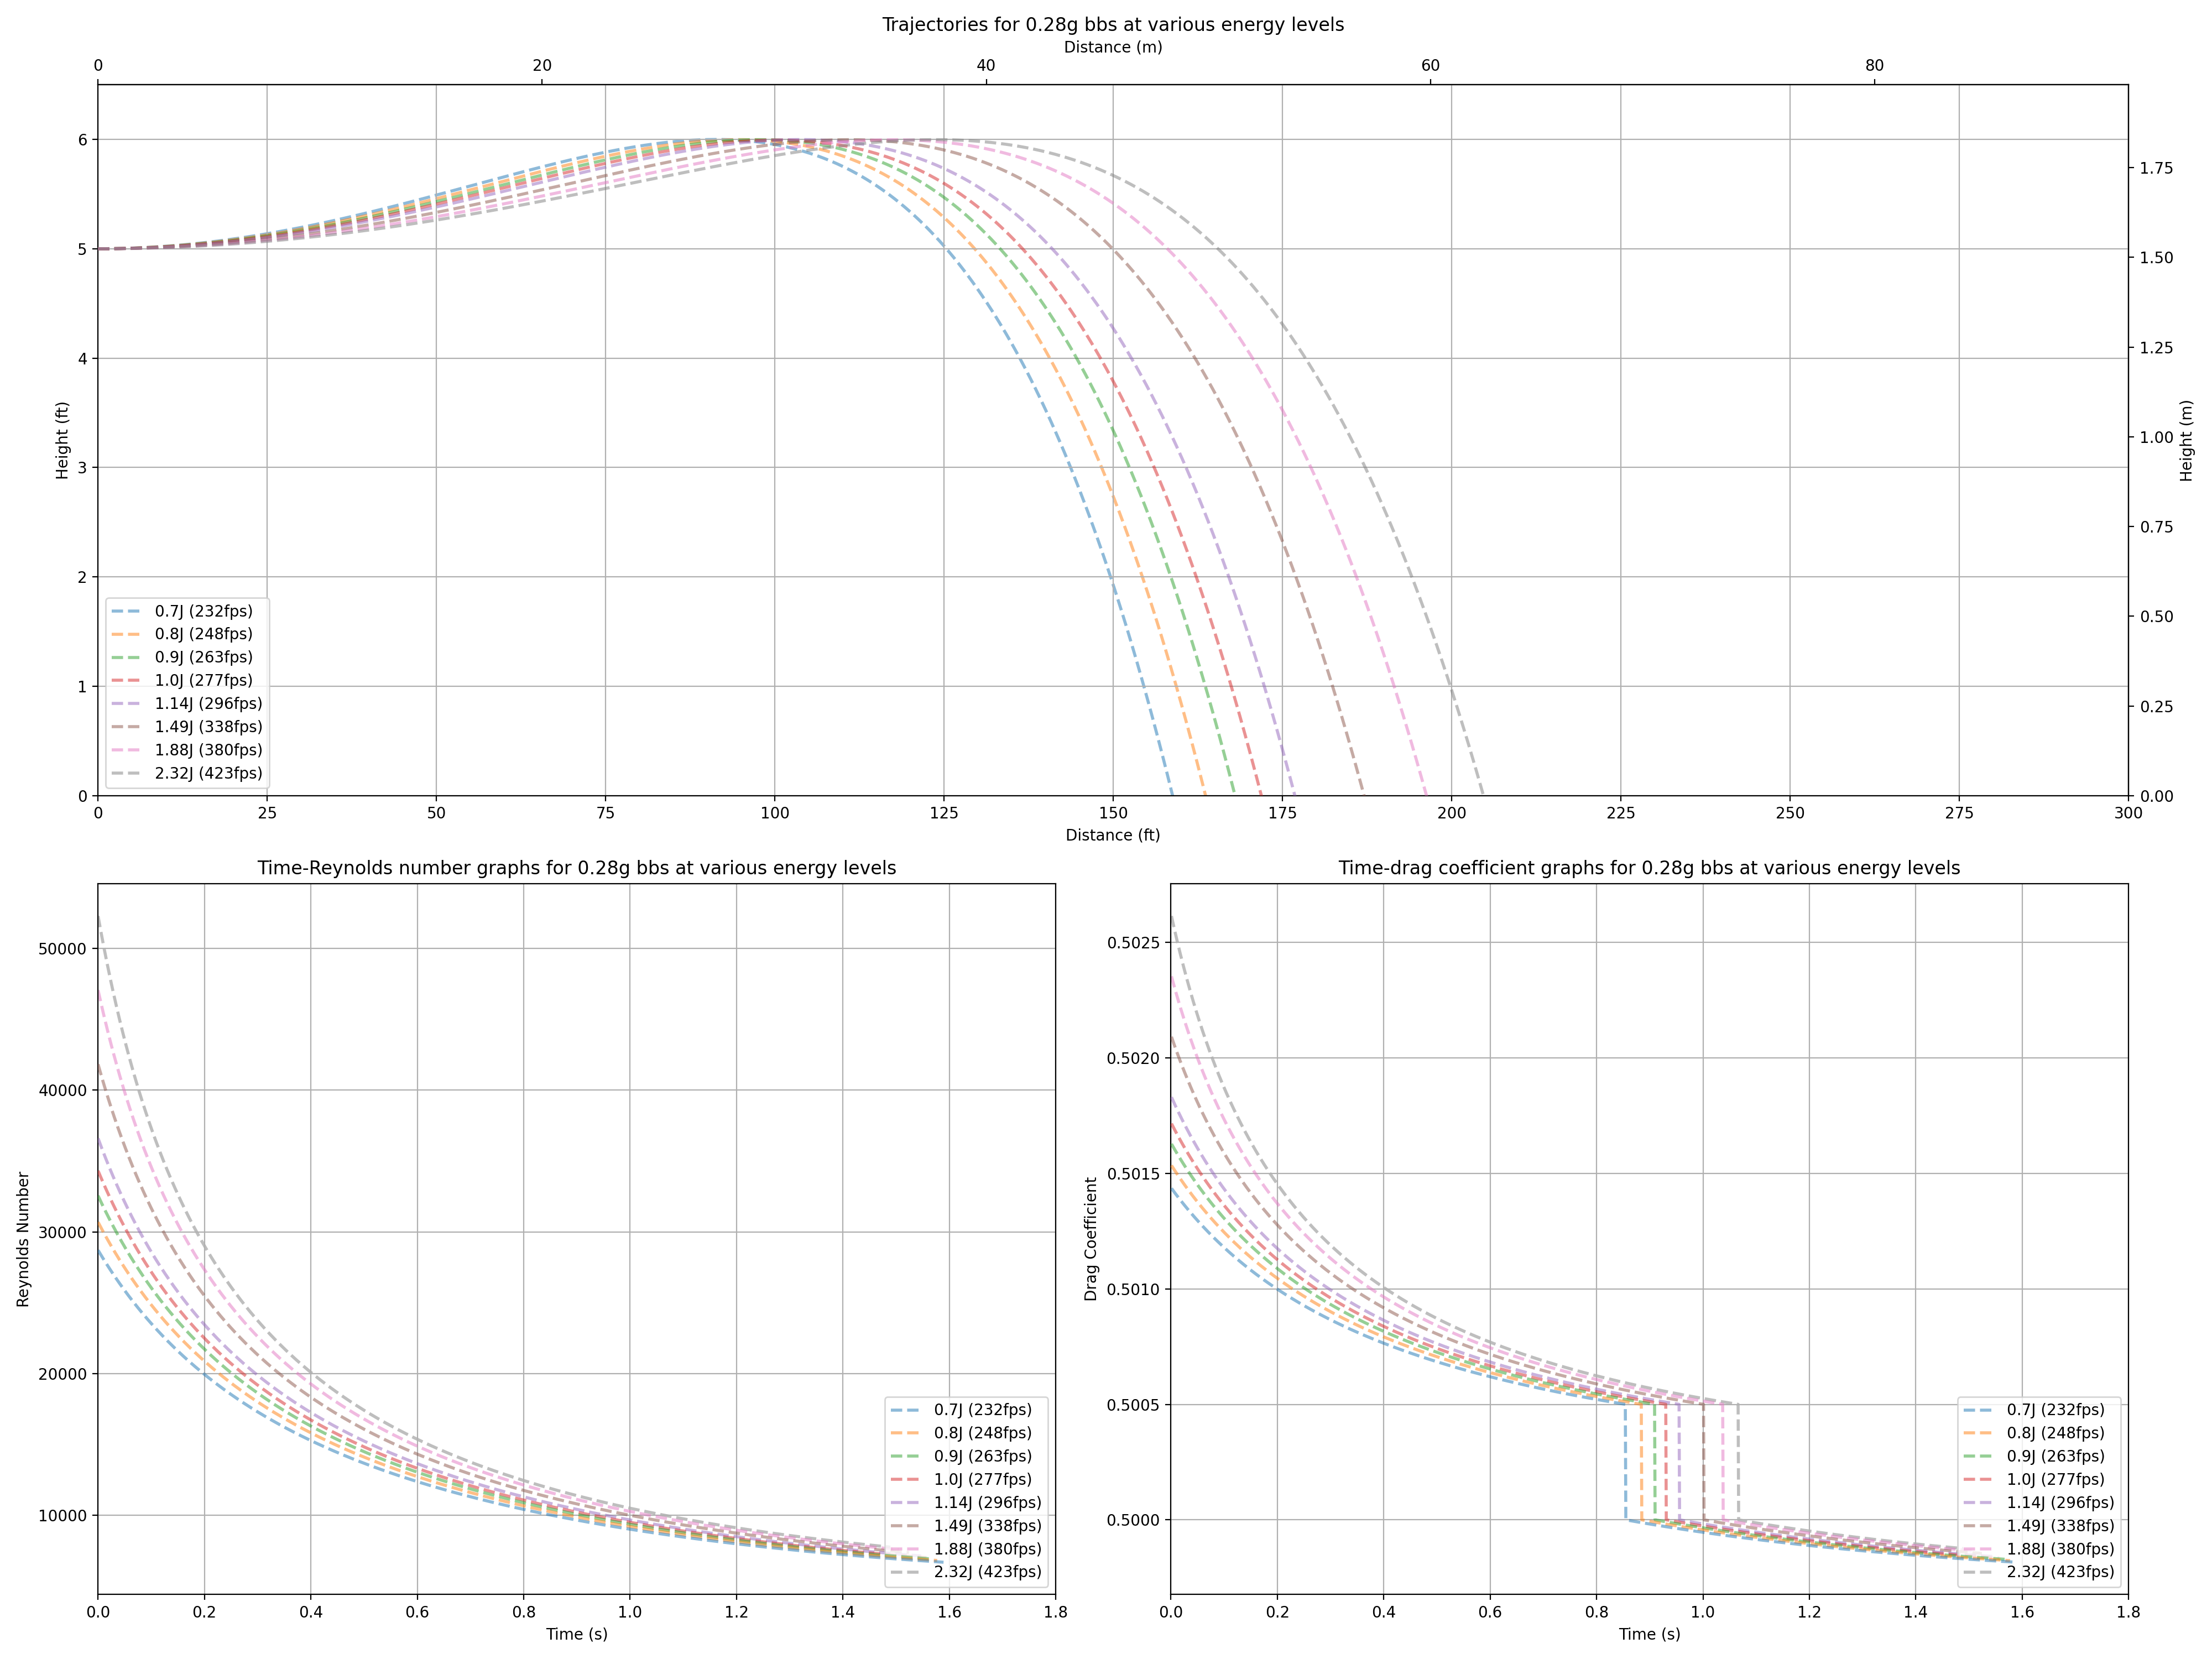 Trajectories for 0.28g bbs at various energy levels
Distance (m)
0 20 40 60 80
6
5
4
3
2
1
0
Height (ft)
1.75
1.50
1.25
1.00
0.75
0.50
0.25
0.00
Height (m)
0.7J (232fps)
0.8J (248fps)
0.9J (263fps)
1.0J (277fps)
1.14J (296fps)
1.49J (338fps)
1.88J (380fps)
2.32J (423fps)
0 25 50 75 100 125 150 175 200 225 250 275 300
Distance (ft)
Time-Reynolds number graphs for 0.28g bbs at various energy levels
50000
40000
30000
20000
10000
Reynolds Number
0.7J (232fps)
0.8J (248fps)
0.9J (263fps)
1.0J (277fps)
1.14J (296fps)
1.49J (338fps)
1.88J (380fps)
2.32J (423fps)
0.0 0.2 0.4 0.6 0.8 1.0 1.2 1.4 1.6 1.8
Time (s)
Time-drag coefficient graphs for 0.28g bbs at various energy levels
0.5025
0.5020
0.5015
0.5010
0.5005
0.5000
Drag Coefficient
0.7J (232fps)
0.8J (248fps)
0.9J (263fps)
1.0J (277fps)
1.14J (296fps)
1.49J (338fps)
1.88J (380fps)
2.32J (423fps)
0.0 0.2 0.4 0.6 0.8 1.0 1.2 1.4 1.6 1.8
Time (s)